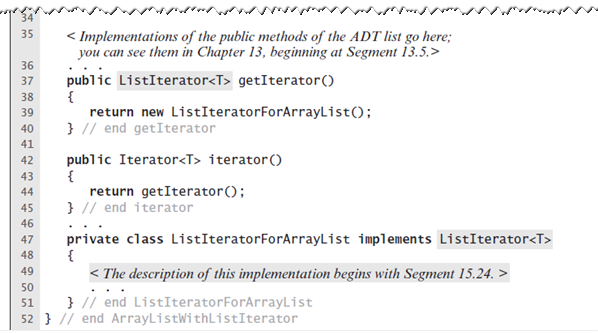 34
35 < Implementations of the public methods of the ADT list go here;
you can see them in Chapter 13, beginning at Segment 13.5.>
36 . . .
37 public ListIterator<T> getIterator()
38 {
39 return new ListIteratorForArrayList();
40 } // end getIterator
41
42 public Iterator<T> iterator()
43 {
44 return getIterator();
45 } // end iterator
46 . . .
47 private class ListIteratorForArrayList implements ListIterator<T>
48 {
49 < The description of this implementation begins with Segment 15.24. >
50 . . .
51 } // end ListIteratorForArrayList
52 } // end ArrayListWithListIterator